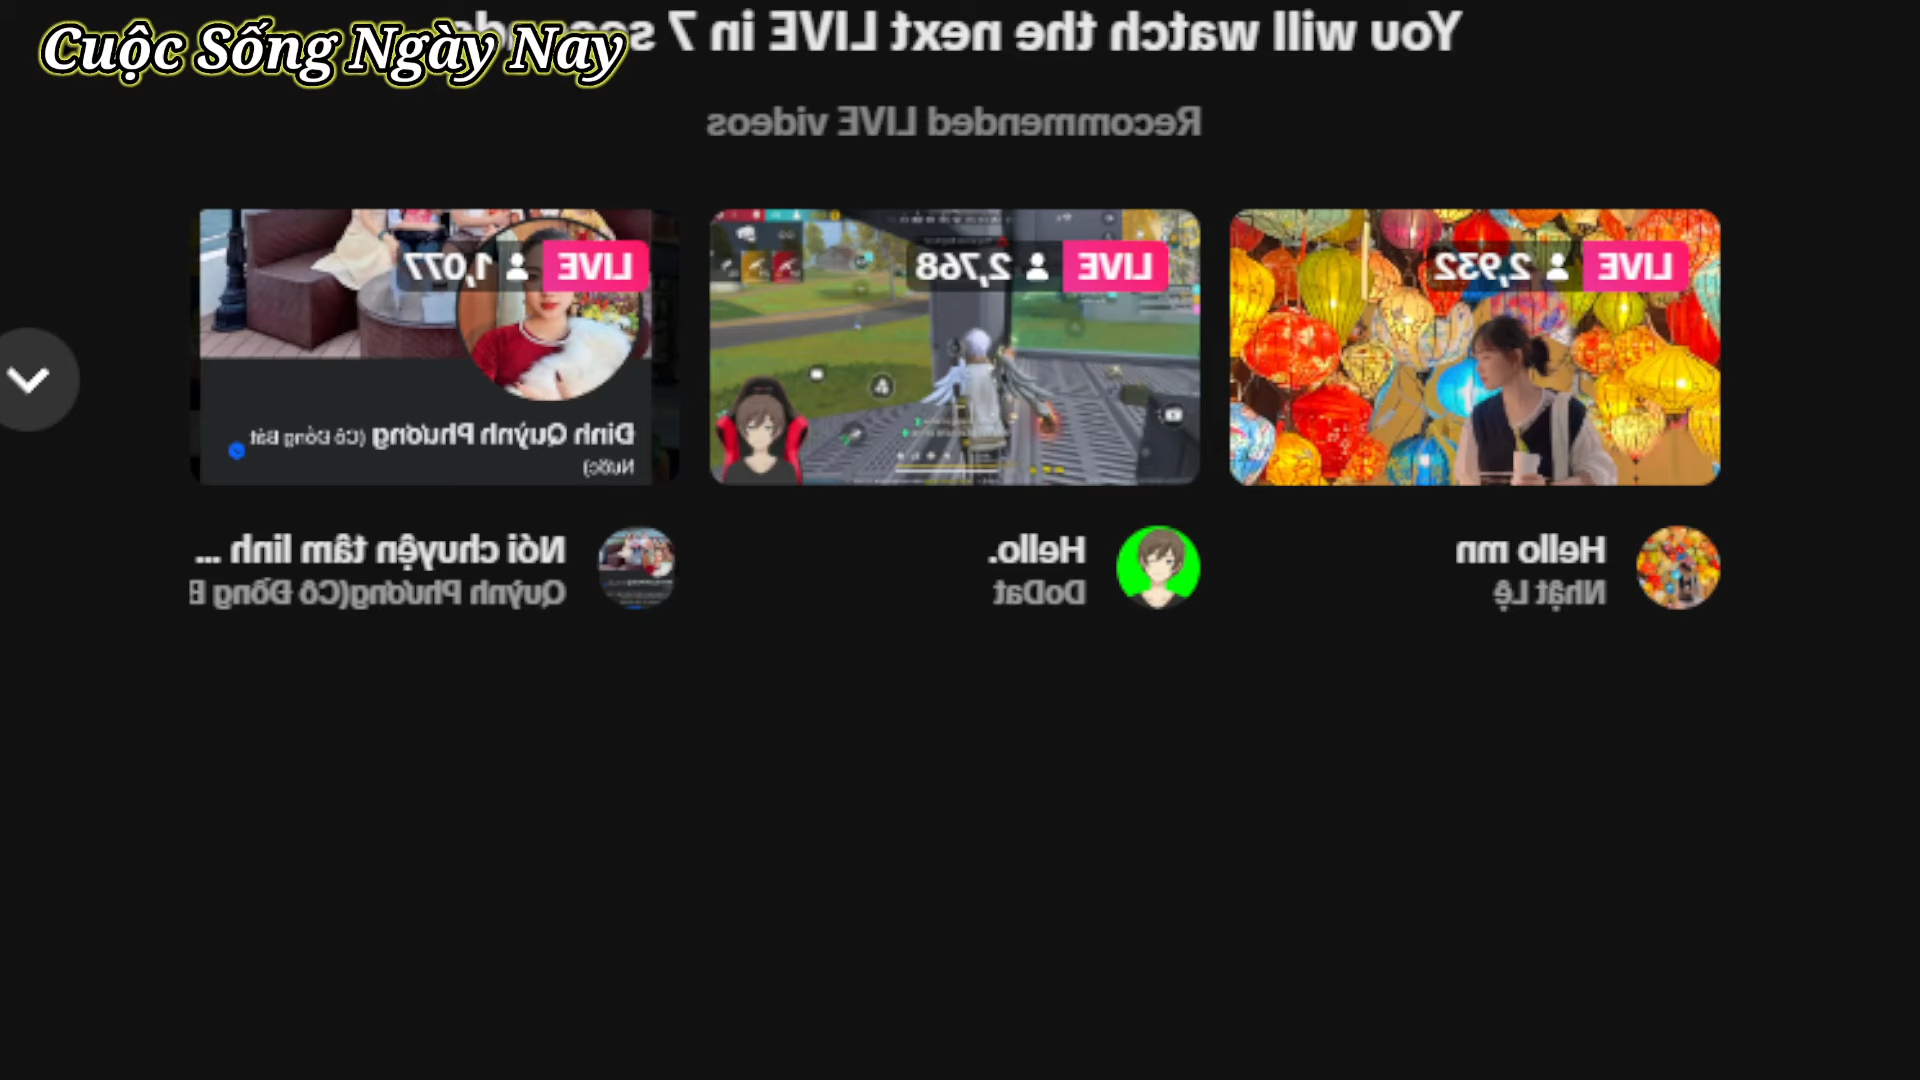 Cuộc Sống Ngày Nay
You will watch the next LIVE in 7
Recommended LIVE videos
LIVE 2,932
LIVE 2,768
LIVE 1,077
Đinh Quỳnh Phương (Cô Đồng Bát
Nước)
Hello mn
Nhật Lệ
Hello.
DoDat
Nói chuyện tâm linh ...
Quỳnh Phương(Cô Đồng B